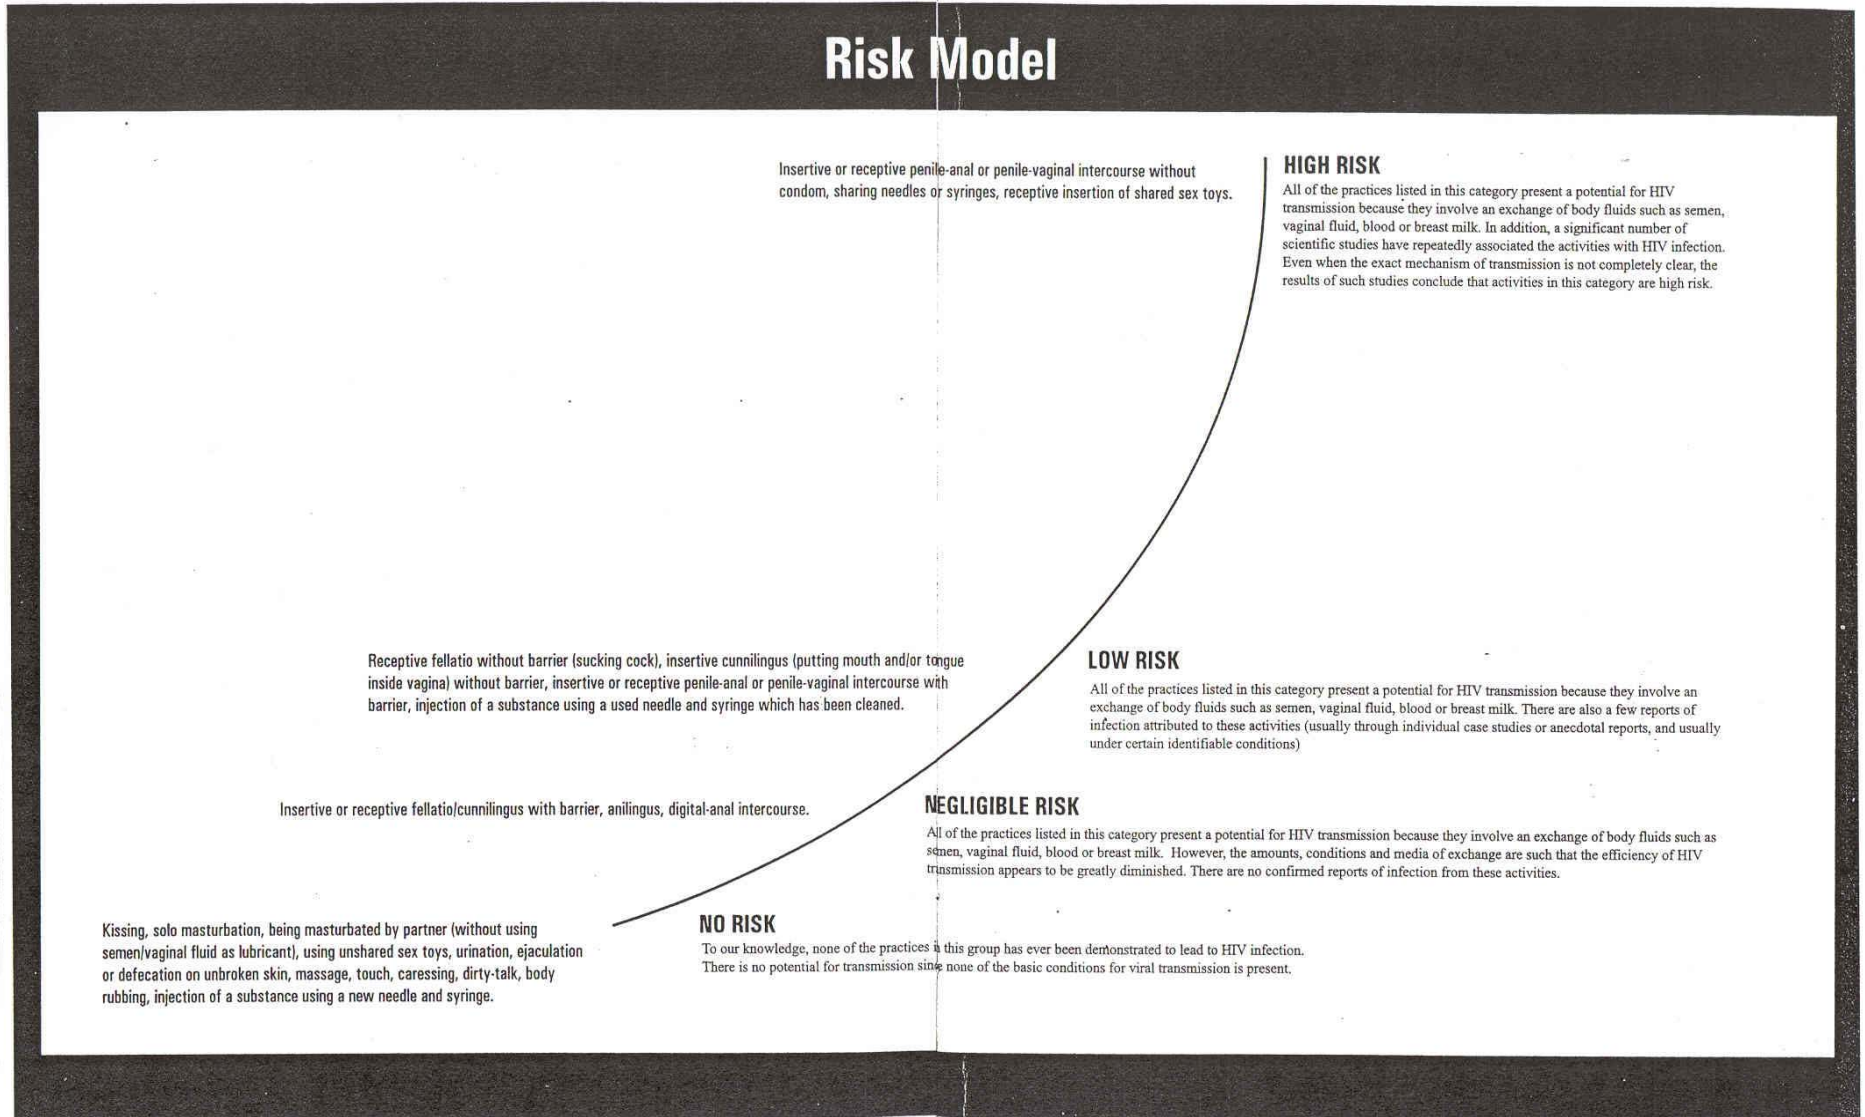 Risk Model
Insertive or receptive penile-anal or penile-vaginal intercourse without
condom, sharing needles or syringes, receptive insertion of shared sex toys.
HIGH RISK
All of the practices listed in this category present a potential for HIV
transmission because they involve an exchange of body fluids such as semen,
vaginal fluid, blood or breast milk. In addition, a significant number of
scientific studies have repeatedly associated the activities with HIV infection.
Even when the exact mechanism of transmission is not completely clear, the
results of such studies conclude that activities in this category are high risk.
Receptive fellatio without barrier (sucking cock), insertive cunnilingus (putting mouth and/or tongue
inside vagina) without barrier, insertive or receptive penile-anal or penile-vaginal intercourse with
barrier, injection of a substance using a used needle and syringe which has been cleaned.
LOW RISK
All of the practices listed in this category present a potential for HIV transmission because they involve an
exchange of body fluids such as semen, vaginal fluid, blood or breast milk. There are also a few reports of
infection attributed to these activities (usually through individual case studies or anecdotal reports, and usually
under certain identifiable conditions)
Insertive or receptive fellatio/cunnilingus with barrier, anilingus, digital-anal intercourse.
NEGLIGIBLE RISK
All of the practices listed in this category present a potential for HIV transmission because they involve an exchange of body fluids such as
semen, vaginal fluid, blood or breast milk. However, the amounts, conditions and media of exchange are such that the efficiency of HIV
transmission appears to be greatly diminished. There are no confirmed reports of infection from these activities.
Kissing, solo masturbation, being masturbated by partner (without using
semen/vaginal fluid as lubricant), using unshared sex toys, urination, ejaculation
or defecation on unbroken skin, massage, touch, caressing, dirty-talk, body
rubbing, injection of a substance using a new needle and syringe.
NO RISK
To our knowledge, none of the practices in this group has ever been demonstrated to lead to HIV infection.
There is no potential for transmission since none of the basic conditions for viral transmission is present.